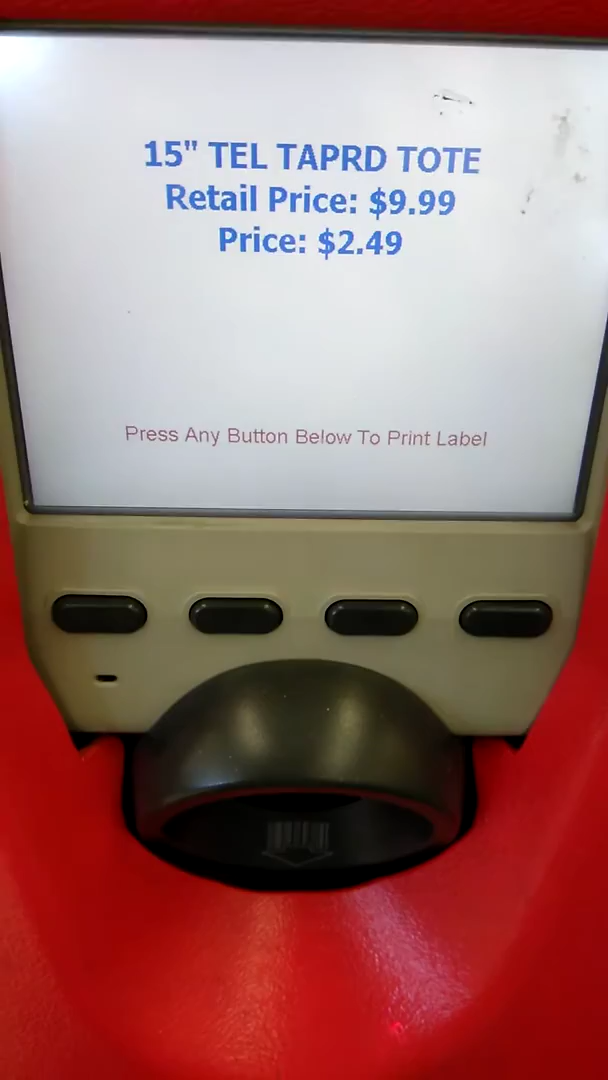 15" TEL TAPRD TOTE
Retail Price: $9.99
Price: $2.49
Press Any Button Below To Print Label